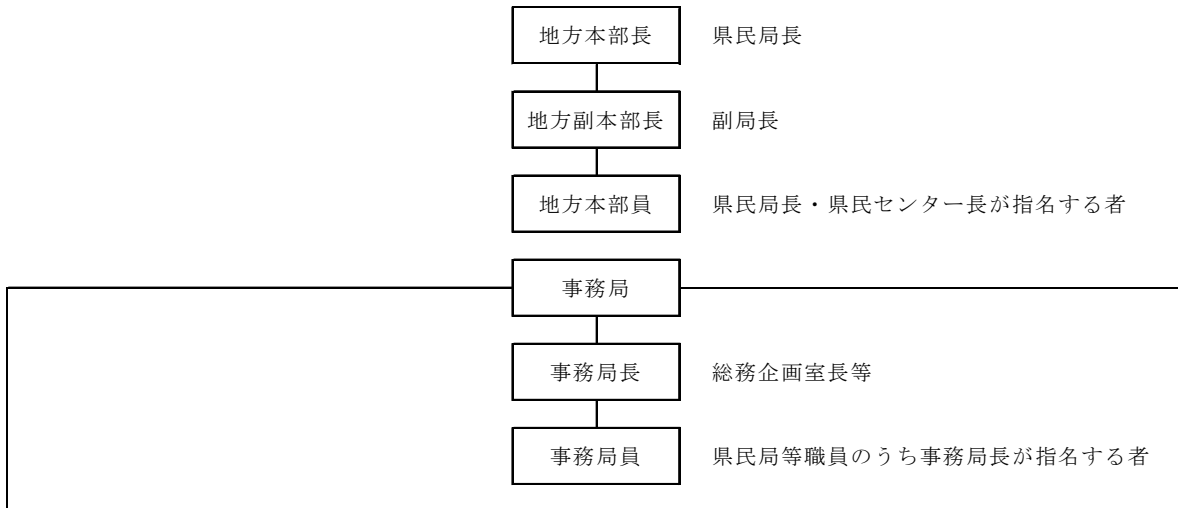 地方本部長 県民局長
地方副本部長 副局長
地方本部員 県民局長・県民センター長が指名する者
事務局
事務局長 総務企画室長等
事務局員 県民局等職員のうち事務局長が指名する者